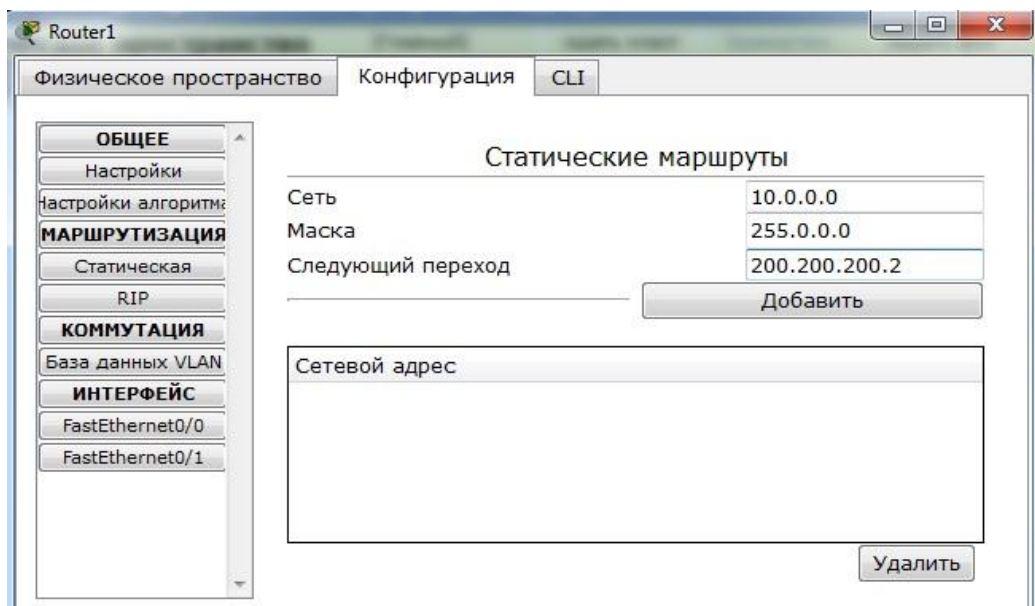 Router1
Физическое пространство
Конфигурация
CLI
ОБЩЕЕ
Настройки
Настройки алгоритма
МАРШРУТИЗАЦИЯ
Статическая
RIP
КОММУТАЦИЯ
База данных VLAN
ИНТЕРФЕЙС
FastEthernet0/0
FastEthernet0/1
Статические маршруты
Сеть 10.0.0.0
Маска 255.0.0.0
Следующий переход 200.200.200.2
Добавить
Сетевой адрес
Удалить